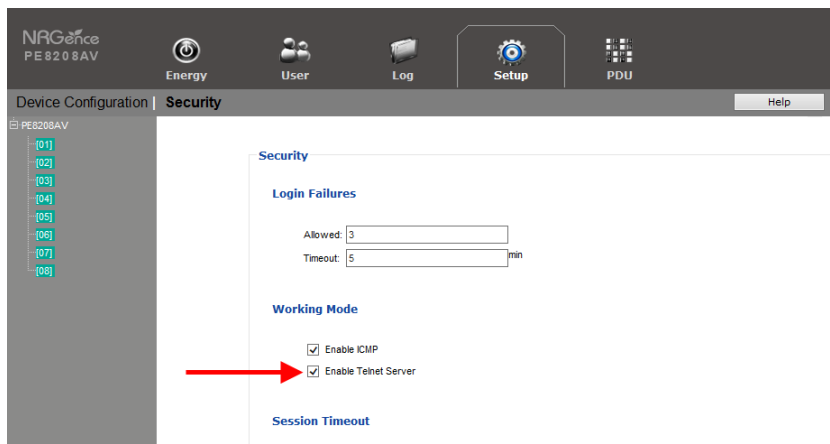 NRGence
PE8208AV
Energy
User
Log
Setup
PDU
Device Configuration | Security
Help
PE8208AV
[01]
[02]
[03]
[04]
[05]
[06]
[07]
[08]
Security
Login Failures
Allowed: 3
Timeout: 5 min
Working Mode
Enable ICMP
Enable Telnet Server
Session Timeout